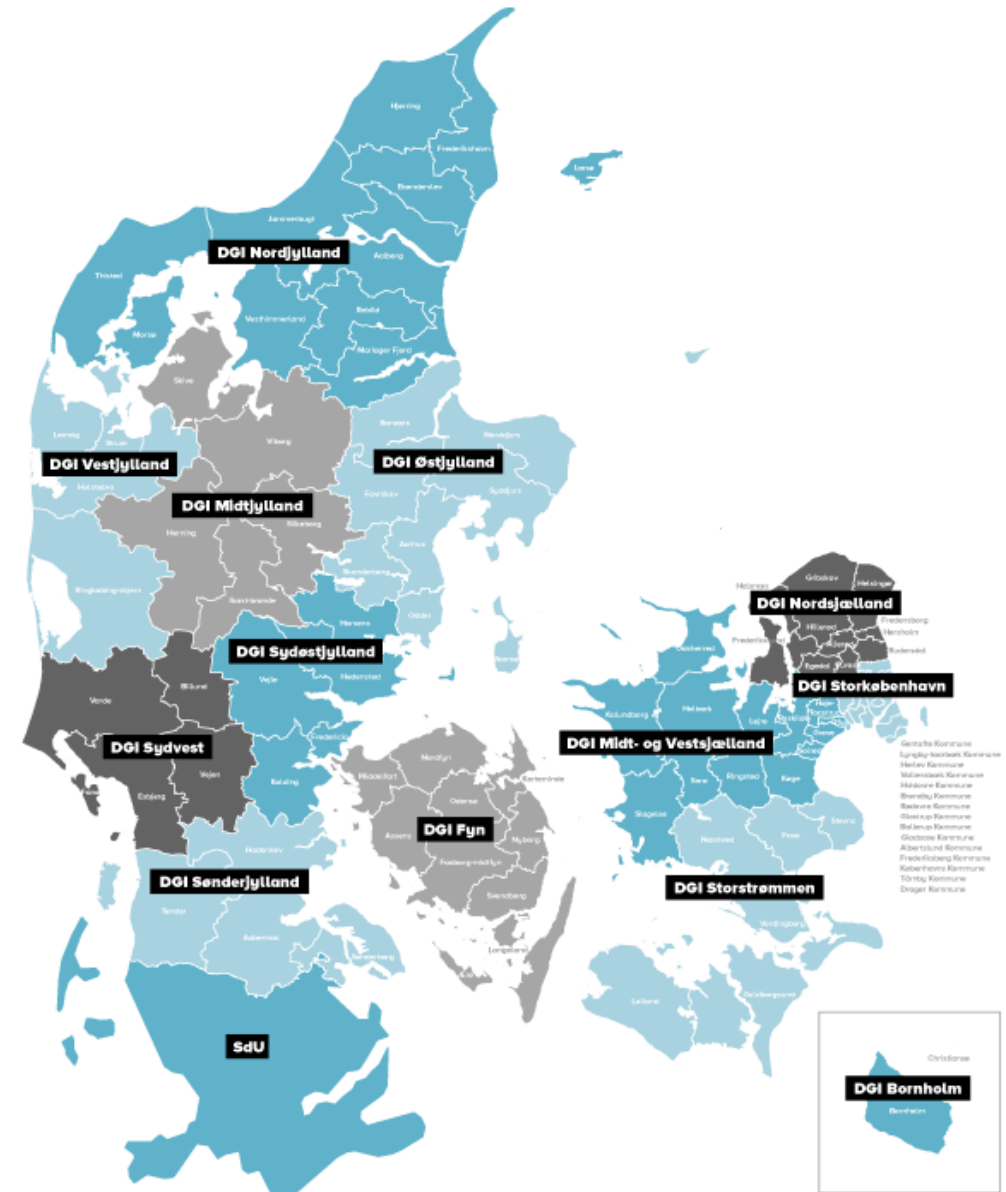 Hjørring
Frederikshavn
Læsø
Brønderslev
Jammerbugt
DGI Nordjylland
Aalborg
Thisted
Vesthimmerland
Rebild
Morsø
Mariager Fjord
Skive
Lemvig
Struer
Viborg
Randers
Norddjurs
DGI Vestjylland
DGI Østjylland
Holstebro
Favrskov
Syddjurs
DGI Midtjylland
Herning
Silkeborg
Aarhus
Skanderborg
Ringkøbing-skjern
Odder
Horsens
DGI Sydøstjylland
Samsø
Billund
Vejle
Hedensted
Varde
DGI Sydvest
Vejen
Fredericia
Esbjerg
Kolding
Fanø
Haderslev
DGI Sønderjylland
Tønder
Aabenraa
Sønderborg
SdU
Nordfyn
Middelfart
Kerteminde
Odense
DGI Fyn
Assens
Nyborg
Faaborg-midtfyn
Svendborg
Langeland
Gribskov
Helsingør
Halsnæs
DGI Nordsjælland
Fredensborg
Hillerød
Hørsholm
Rudersdal
Egedal
Odsherred
DGI Storkøbenhavn
Kalundborg
Holbæk
Lejre
DGI Midt- og Vestsjælland
Greve
Sorø
Ringsted
Køge
Slagelse
Næstved
Faxe
Stevns
DGI Storstrømmen
Vordingborg
Lolland
Guldborgsund
Gentofte Kommune
Lyngby-taarbæk Kommune
Herlev Kommune
Vallensbæk Kommune
Hvidovre Kommune
Brøndby Kommune
Rødovre Kommune
Glostrup Kommune
Ballerup Kommune
Gladsaxe Kommune
Albertslund Kommune
Frederiksberg Kommune
Københavns Kommune
Tårnby Kommune
Dragør Kommune
Christiansø
DGI Bornholm
Bornholm